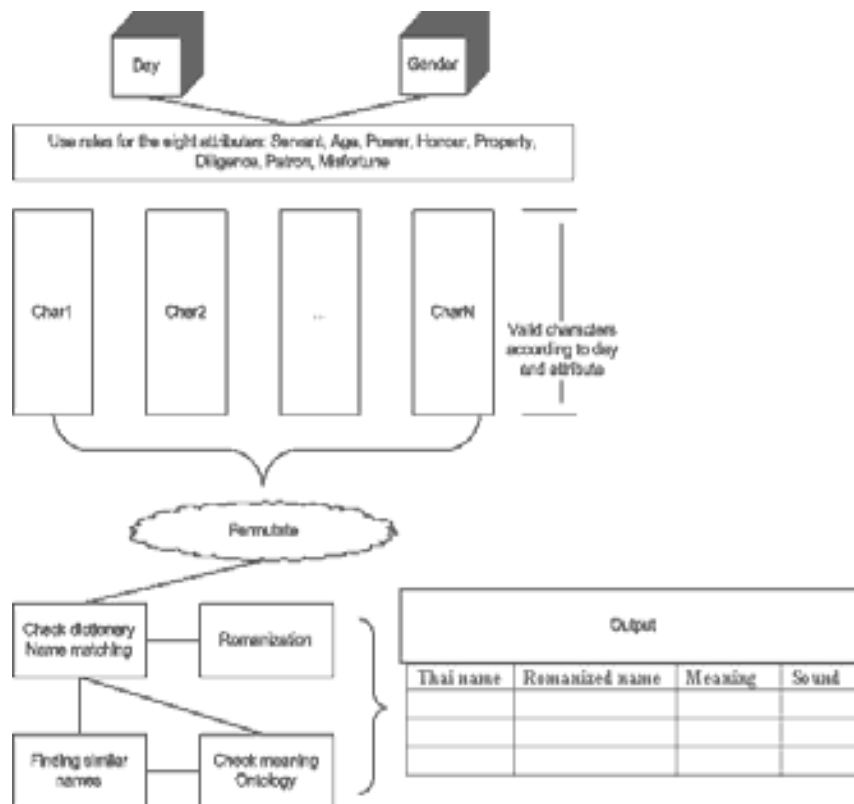 Day
Gender
Use rules for the eight attributes: Servant, Age, Power, Honour, Property,
Diligence, Patron, Misfortune
Char1
Char2
...
CharN
Valid characters
according to day
and attribute
Permutate
Check dictionary
Name matching
Romanization
Output
Thai name
Romanized name
Meaning
Sound
Finding similar
names
Check meaning
Ontology